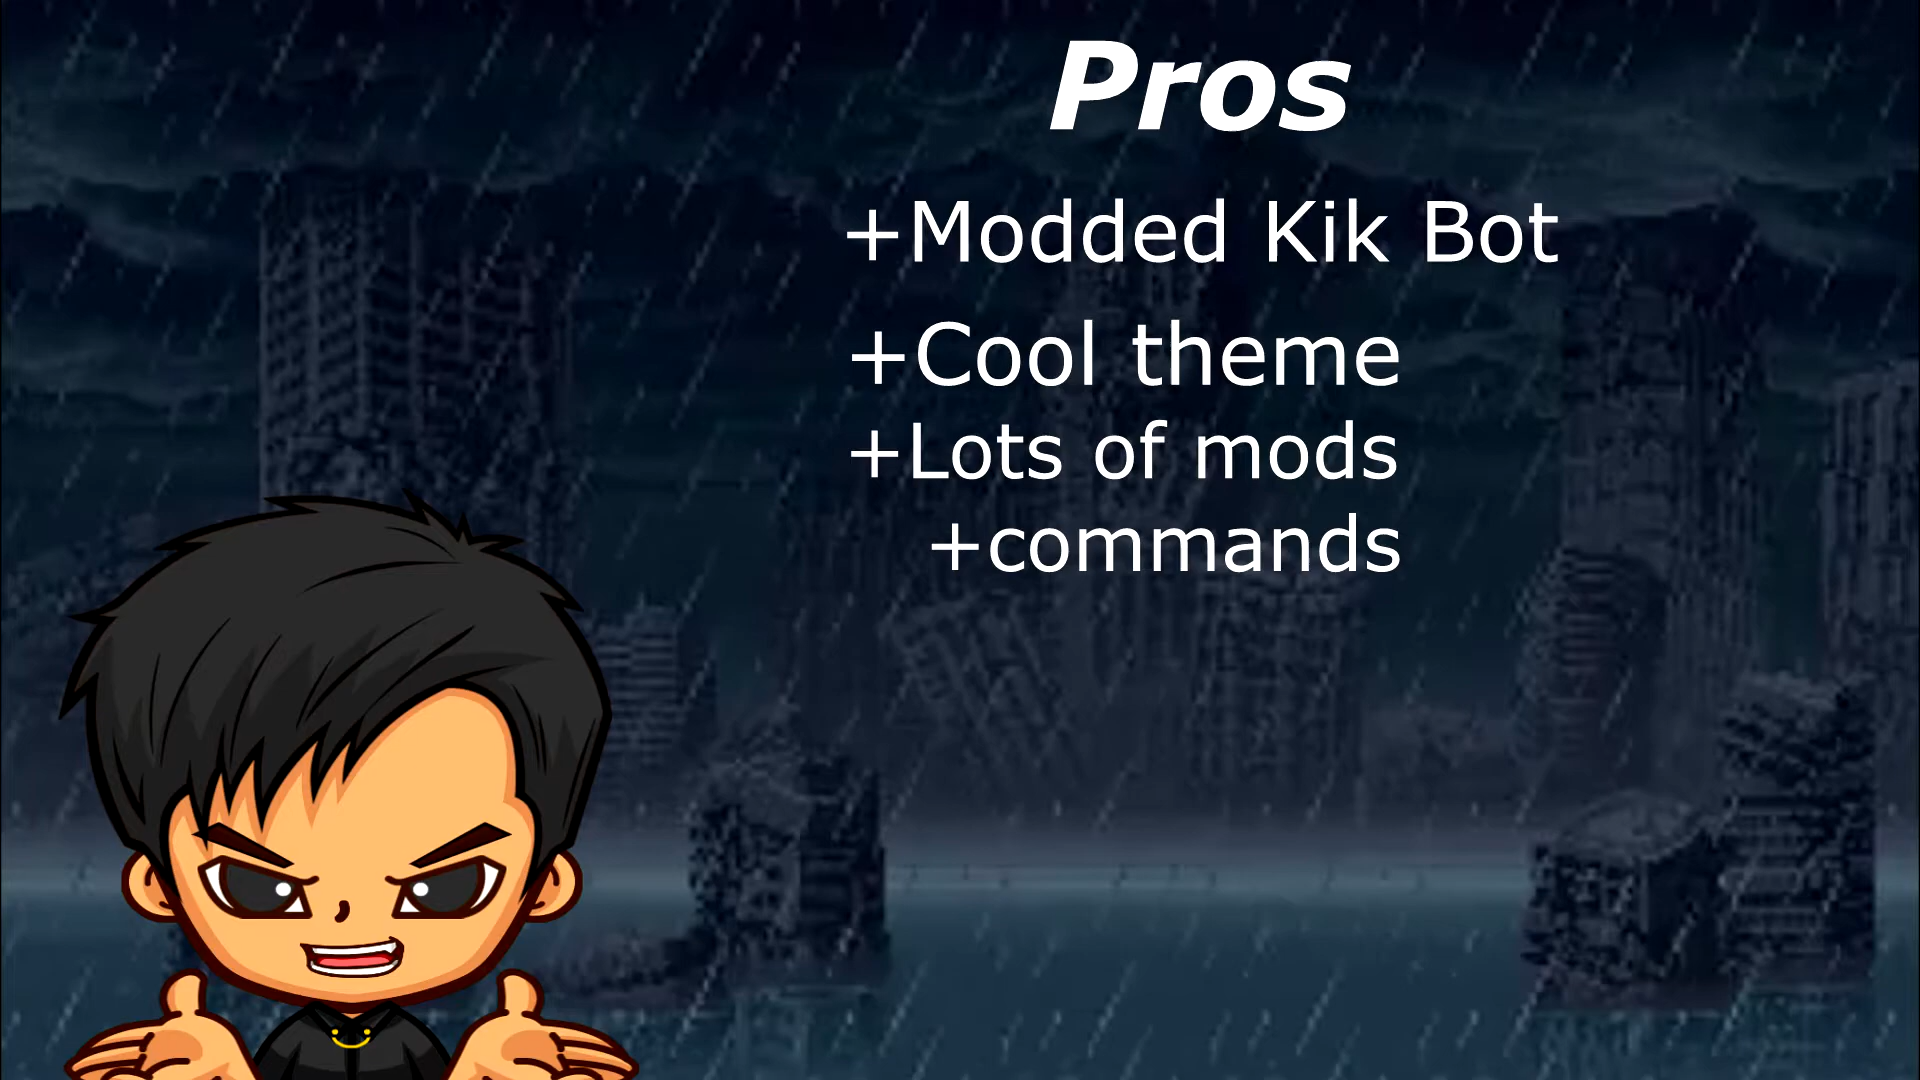 Pros
+Modded Kik Bot
+Cool theme
+Lots of mods
+commands